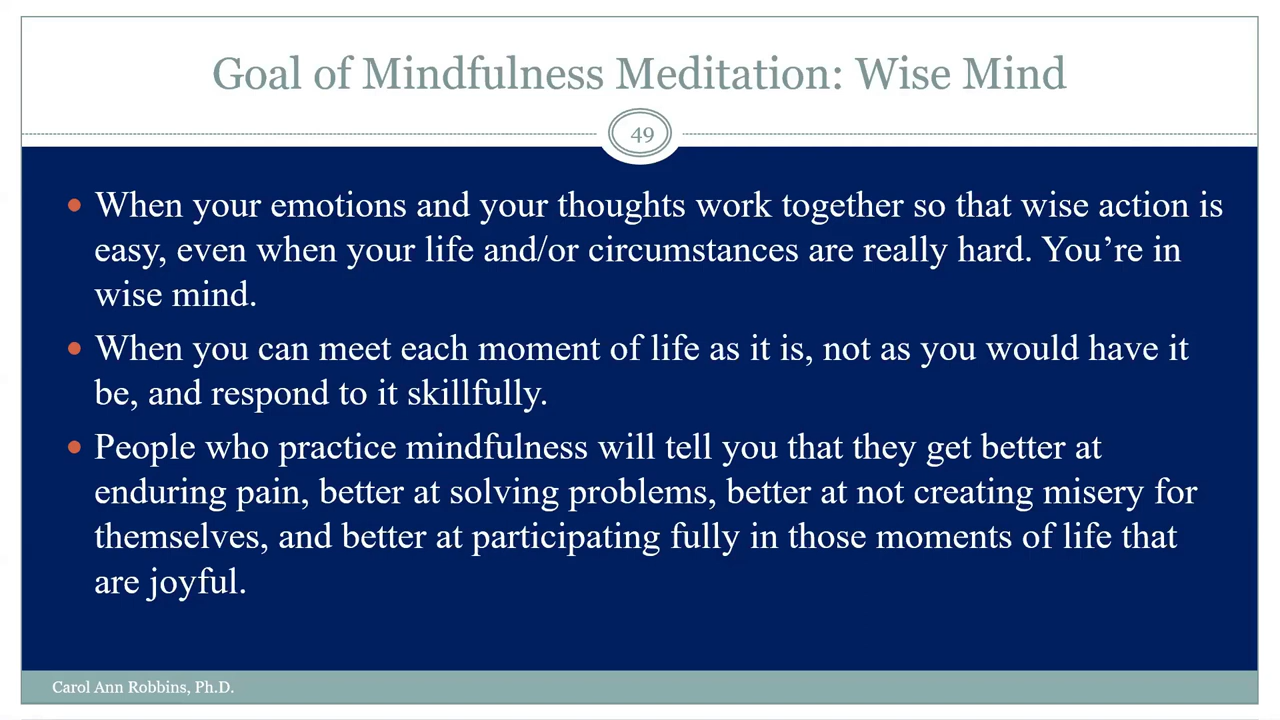 Goal of Mindfulness Meditation: Wise Mind
49
• When your emotions and your thoughts work together so that wise action is
easy, even when your life and/or circumstances are really hard. You’re in
wise mind.
• When you can meet each moment of life as it is, not as you would have it
be, and respond to it skillfully.
• People who practice mindfulness will tell you that they get better at
enduring pain, better at solving problems, better at not creating misery for
themselves, and better at participating fully in those moments of life that
are joyful.
Carol Ann Robbins, Ph.D.